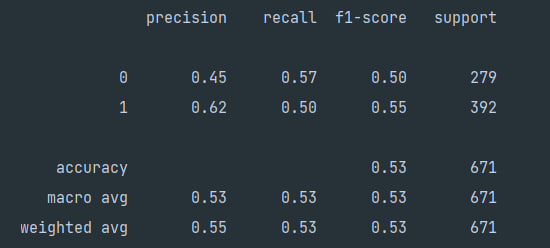 precision recall f1-score support
0 0.45 0.57 0.50 279
1 0.62 0.50 0.55 392
accuracy 0.53 671
macro avg 0.53 0.53 0.53 671
weighted avg 0.55 0.53 0.53 671